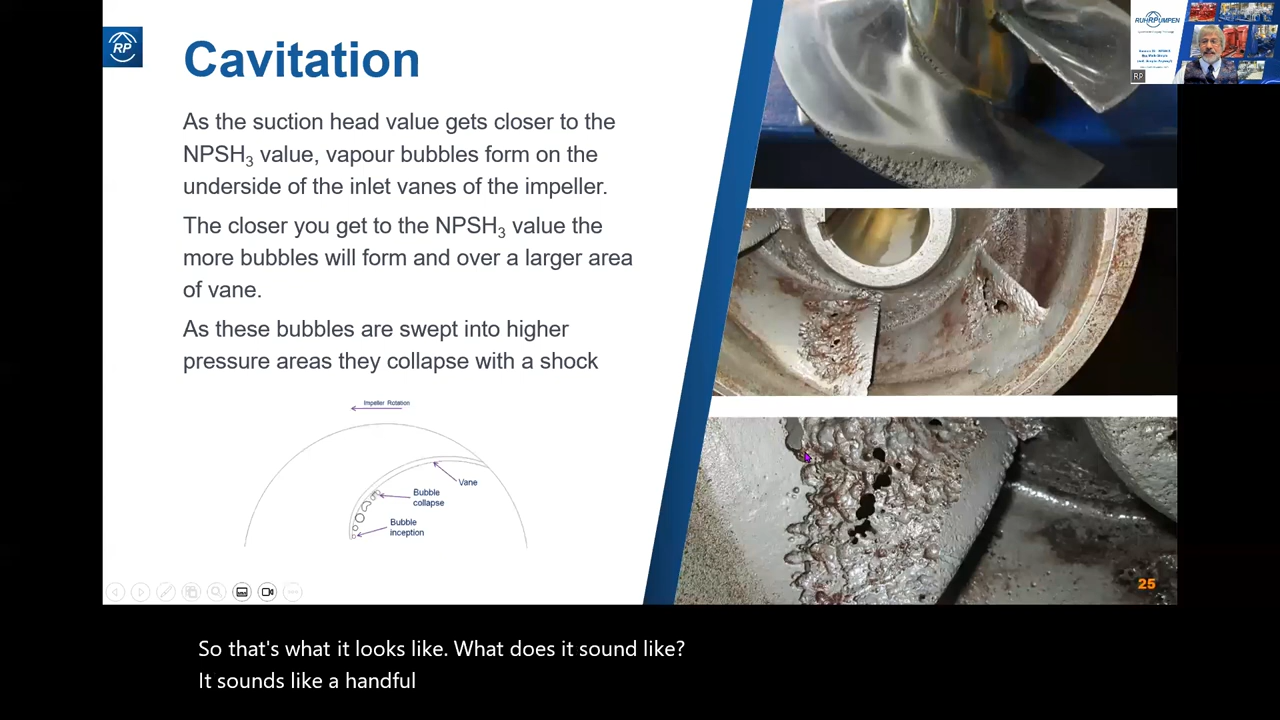 RP
Cavitation
As the suction head value gets closer to the
NPSH₃ value, vapour bubbles form on the
underside of the inlet vanes of the impeller.
The closer you get to the NPSH₃ value the
more bubbles will form and over a larger area
of vane.
As these bubbles are swept into higher
pressure areas they collapse with a shock
Impeller Rotation
Vane
Bubble
collapse
Bubble
inception
25
RUHRPUMPEN
RP
So that's what it looks like. What does it sound like?
It sounds like a handful